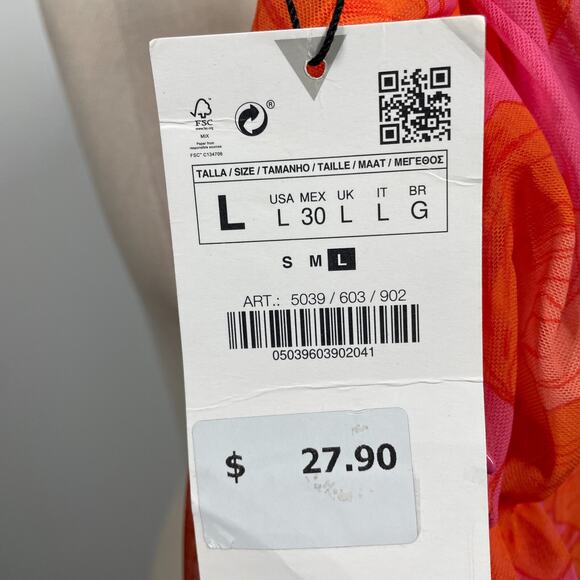 FSC
www.fsc.org
MIX
Paper from
responsible sources
FSC® C134706
®
TALLA / SIZE / TAMANHO / TAILLE / MAAT / ΜΕΓΕΘΟΣ
L
USA MEX UK IT BR
L 30 L L G
S M L
ART.: 5039 / 603 / 902
05039603902041
$ 27.90